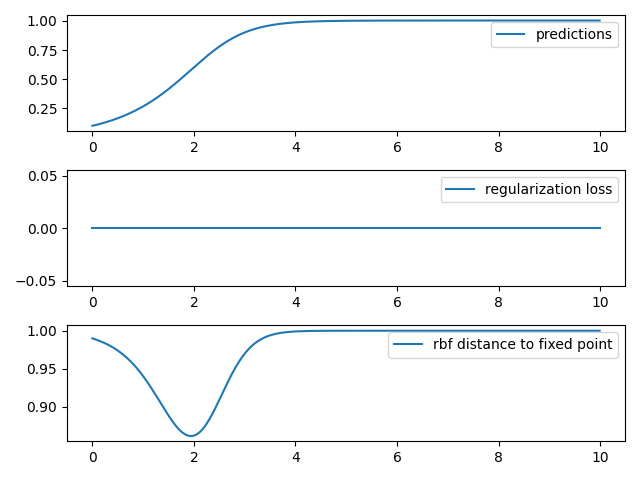 1.00
0.75
0.50
0.25
predictions
0 2 4 6 8 10
0.05
0.00
−0.05
regularization loss
0 2 4 6 8 10
1.00
0.95
0.90
rbf distance to fixed point
0 2 4 6 8 10